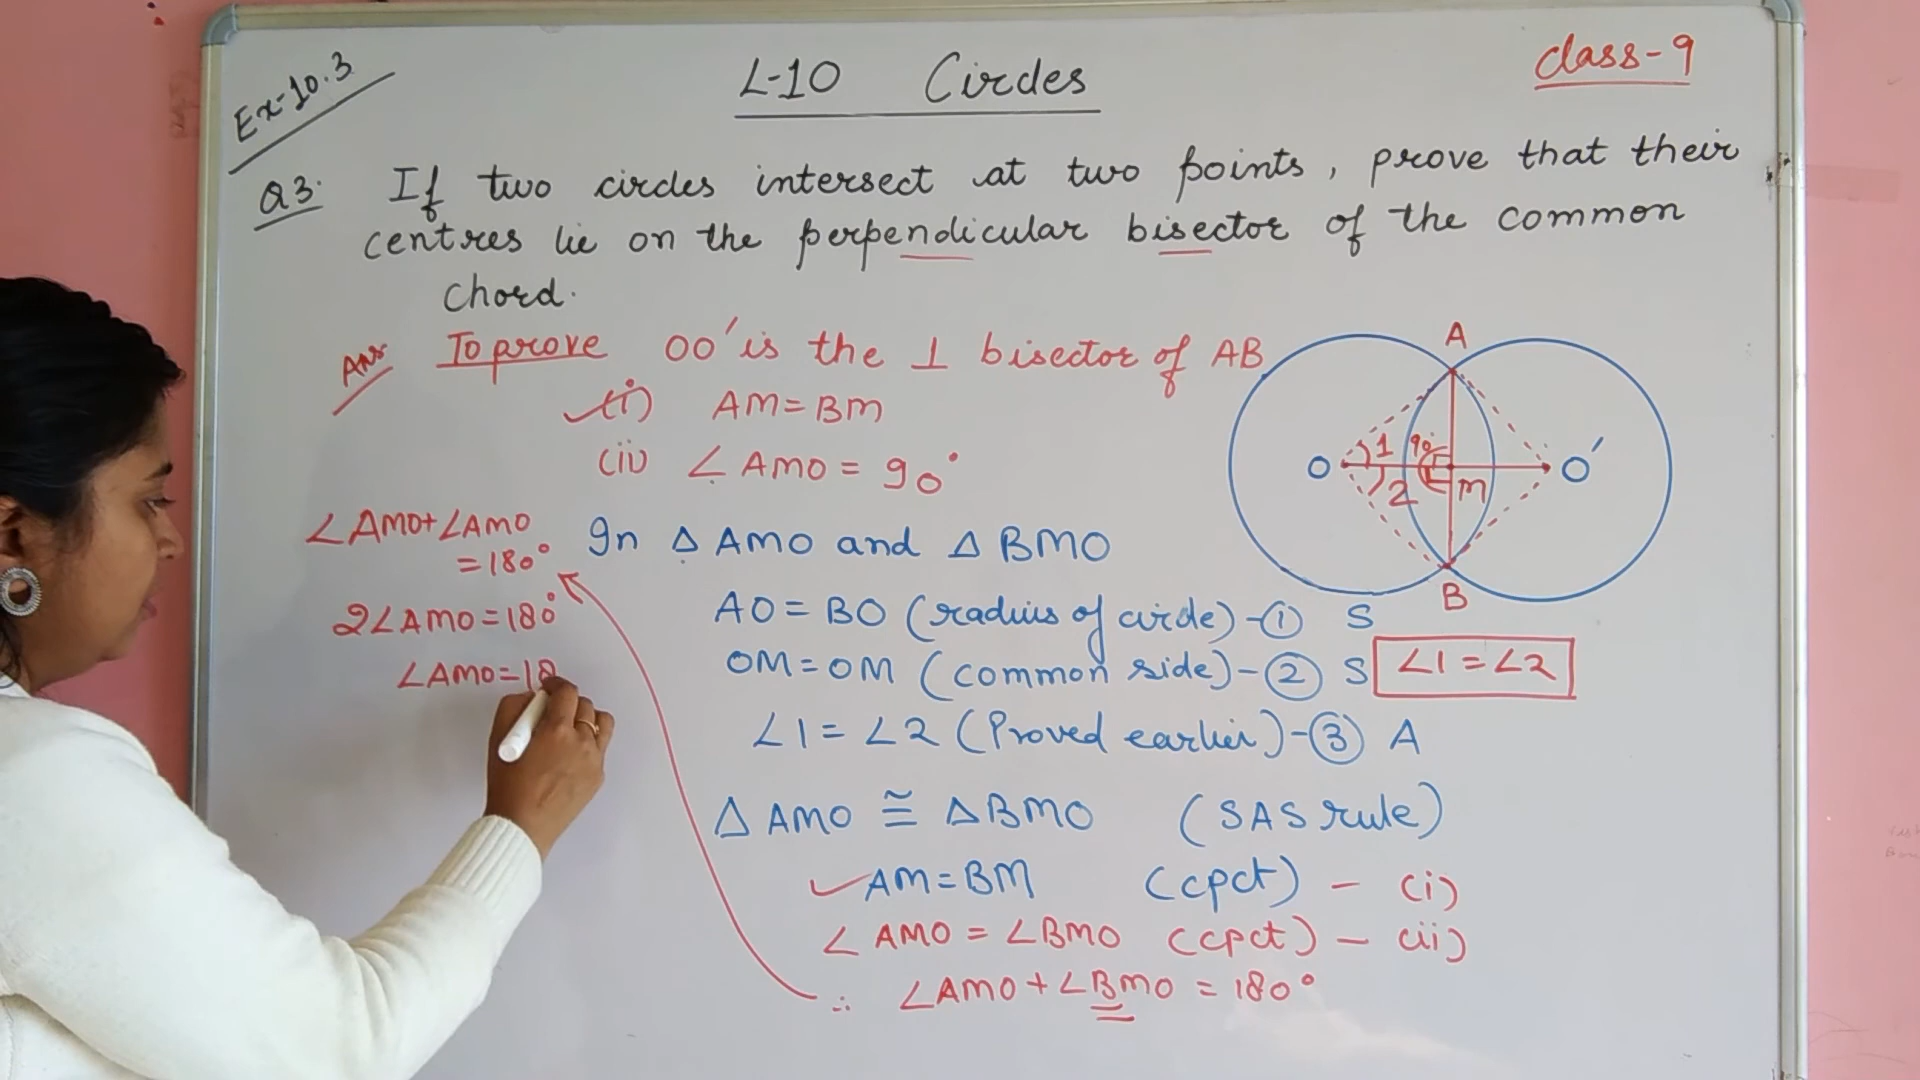 Ex-10.3
L-10 Circles
Class-9
Q3. If two circles intersect at two points, prove that their
centres lie on the perpendicular bisector of the common
chord.
Ans To prove OO' is the ⊥ bisector of AB
(i) AM=BM
(ii) ∠AMO = 90°
∠AMO+∠AMO
=180°
2∠AMO=180°
∠AMO=18
In △AMO and △BMO
AO=BO (radius of circle)-① S
OM=OM (common side)-② S
∠1=∠2 (Proved earlier)-③ A
△AMO ≅ △BMO (SAS rule)
AM=BM (cpct) - (i)
∠AMO=∠BMO (cpct) - (ii)
∴ ∠AMO+∠BMO = 180°
A
O
1
2
90°
M
O'
B
∠1=∠2